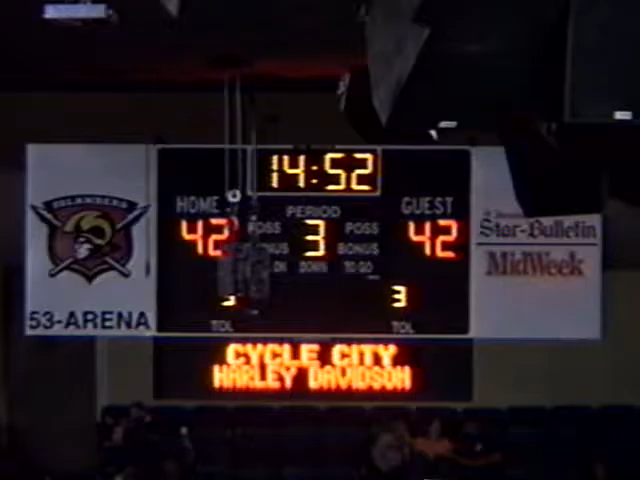 14:52
HOME
PERIOD
GUEST
42
POSS
3
POSS
42
BONUS
DOWN
TO GO
3
TOL
TOL
ISLANDERS
53-ARENA
Star-Bulletin
MidWeek
CYCLE CITY
HARLEY DAVIDSON